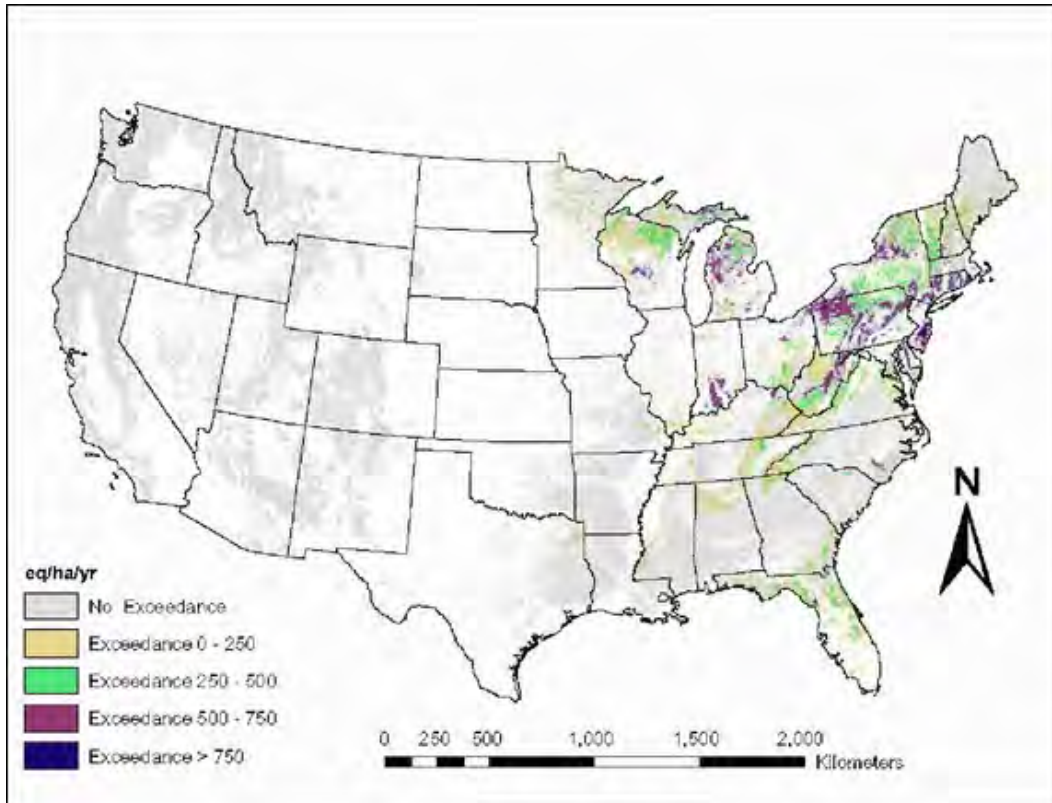 N
eq/ha/yr
No Exceedance
Exceedance 0 - 250
Exceedance 250 - 500
Exceedance 500 - 750
Exceedance > 750
0 250 500 1,000 1,500 2,000
Kilometers